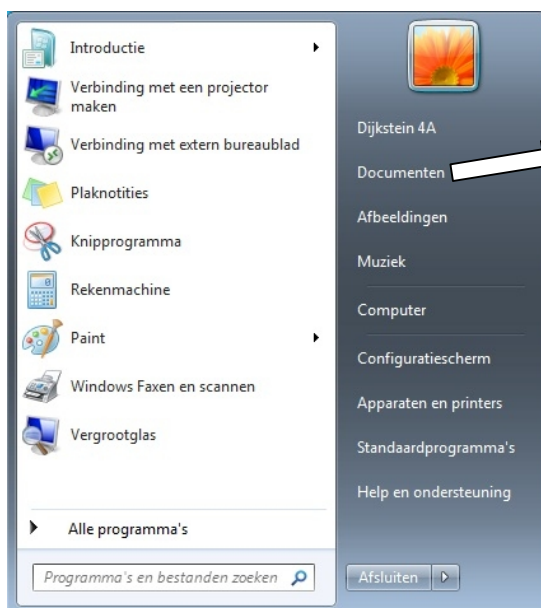 Introductie
Verbinding met een projector
maken
Verbinding met extern bureaublad
Plaknotities
Knipprogramma
Rekenmachine
Paint
Windows Faxen en scannen
Vergrootglas
Alle programma's
Programma's en bestanden zoeken
Dijkstein 4A
Documenten
Afbeeldingen
Muziek
Computer
Configuratiescherm
Apparaten en printers
Standaardprogramma's
Help en ondersteuning
Afsluiten